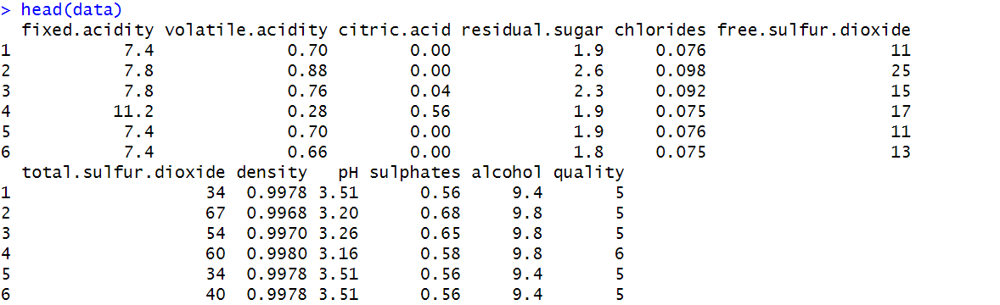 > head(data)
  fixed.acidity volatile.acidity citric.acid residual.sugar chlorides free.sulfur.dioxide
1           7.4             0.70        0.00            1.9     0.076                  11
2           7.8             0.88        0.00            2.6     0.098                  25
3           7.8             0.76        0.04            2.3     0.092                  15
4          11.2             0.28        0.56            1.9     0.075                  17
5           7.4             0.70        0.00            1.9     0.076                  11
6           7.4             0.66        0.00            1.8     0.075                  13
  total.sulfur.dioxide density   pH sulphates alcohol quality
1                   34  0.9978 3.51      0.56     9.4       5
2                   67  0.9968 3.20      0.68     9.8       5
3                   54  0.9970 3.26      0.65     9.8       5
4                   60  0.9980 3.16      0.58     9.8       6
5                   34  0.9978 3.51      0.56     9.4       5
6                   40  0.9978 3.51      0.56     9.4       5